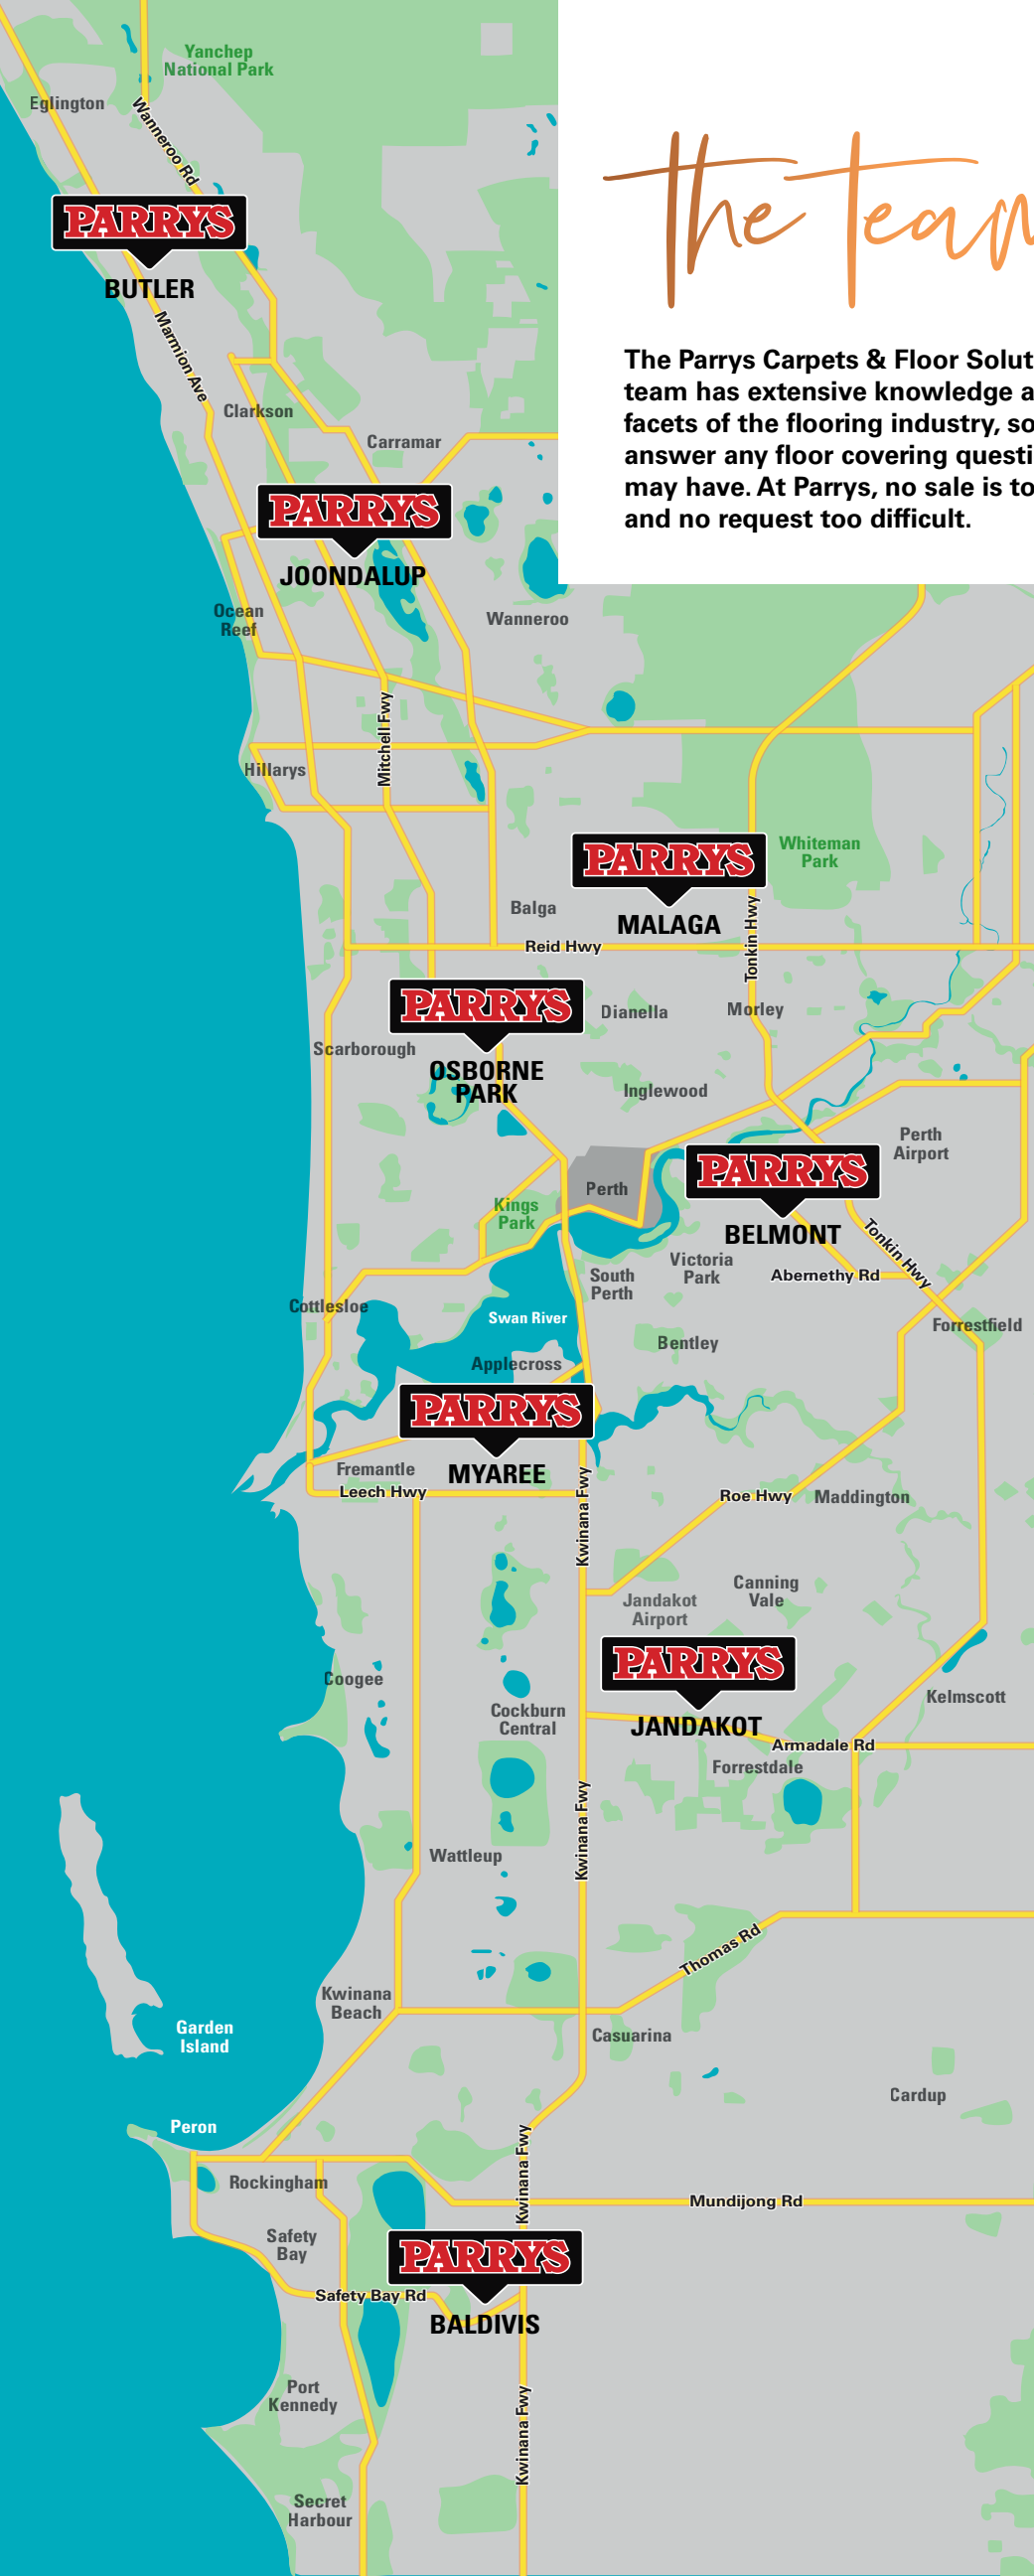 Yanchep
National Park
Eglington
Wanneroo Rd
PARRYS
BUTLER
Marmion Ave
Clarkson
Carramar
PARRYS
JOONDALUP
Ocean
Reef
Wanneroo
Mitchell Fwy
Hillarys
the team
The Parrys Carpets & Floor Solut
team has extensive knowledge a
facets of the flooring industry, so
answer any floor covering questi
may have. At Parrys, no sale is to
and no request too difficult.
PARRYS
MALAGA
Whiteman
Park
Balga
Reid Hwy
Tonkin Hwy
PARRYS
OSBORNE
PARK
Dianella
Morley
Scarborough
Inglewood
Perth
Airport
PARRYS
BELMONT
Perth
Kings
Park
Tonkin Hwy
Victoria
Park
Abernethy Rd
South
Perth
Cottlesloe
Swan River
Forrestfield
Bentley
Applecross
PARRYS
MYAREE
Fremantle
Leech Hwy
Kwinana Fwy
Roe Hwy
Maddington
Canning
Vale
Jandakot
Airport
PARRYS
JANDAKOT
Coogee
Cockburn
Central
Kelmscott
Armadale Rd
Forrestdale
Kwinana Fwy
Wattleup
Thomas Rd
Kwinana
Beach
Garden
Island
Casuarina
Cardup
Peron
Kwinana Fwy
Rockingham
Mundijong Rd
Safety
Bay
PARRYS
BALDIVIS
Safety Bay Rd
Port
Kennedy
Kwinana Fwy
Secret
Harbour